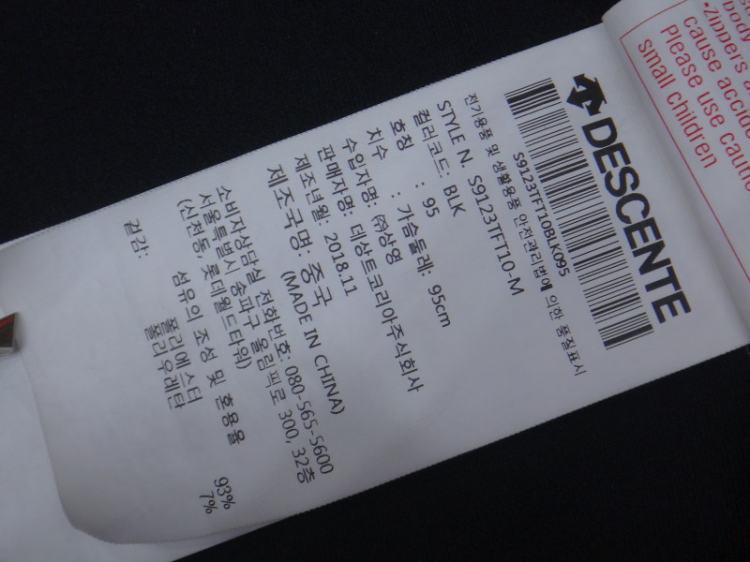 DESCENTE
S9123TFT10BLK095
전기용품 및 생활용품 안전관리법에 의한 품질표시
STYLE N. S9123TFT10-M
컬러코드: BLK
호칭 : 95
치수 : 가슴둘레: 95cm
수입자명: ㈜상영
판매자명: 데상트코리아주식회사
제조년월: 2018.11
제조국명: 중국
(MADE IN CHINA)
소비자상담실 전화번호: 080-565-5600
서울특별시 송파구 올림픽로 300, 32층
(신천동, 롯데월드타워)
섬유의 조성 및 혼용율
겉감: 폴리에스터 93%
폴리우레탄 7%
body
•Zippers
cause accid
Please use cauti
small children